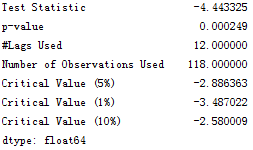 Test Statistic -4.443325
p-value 0.000249
#Lags Used 12.000000
Number of Observations Used 118.000000
Critical Value (5%) -2.886363
Critical Value (1%) -3.487022
Critical Value (10%) -2.580009
dtype: float64